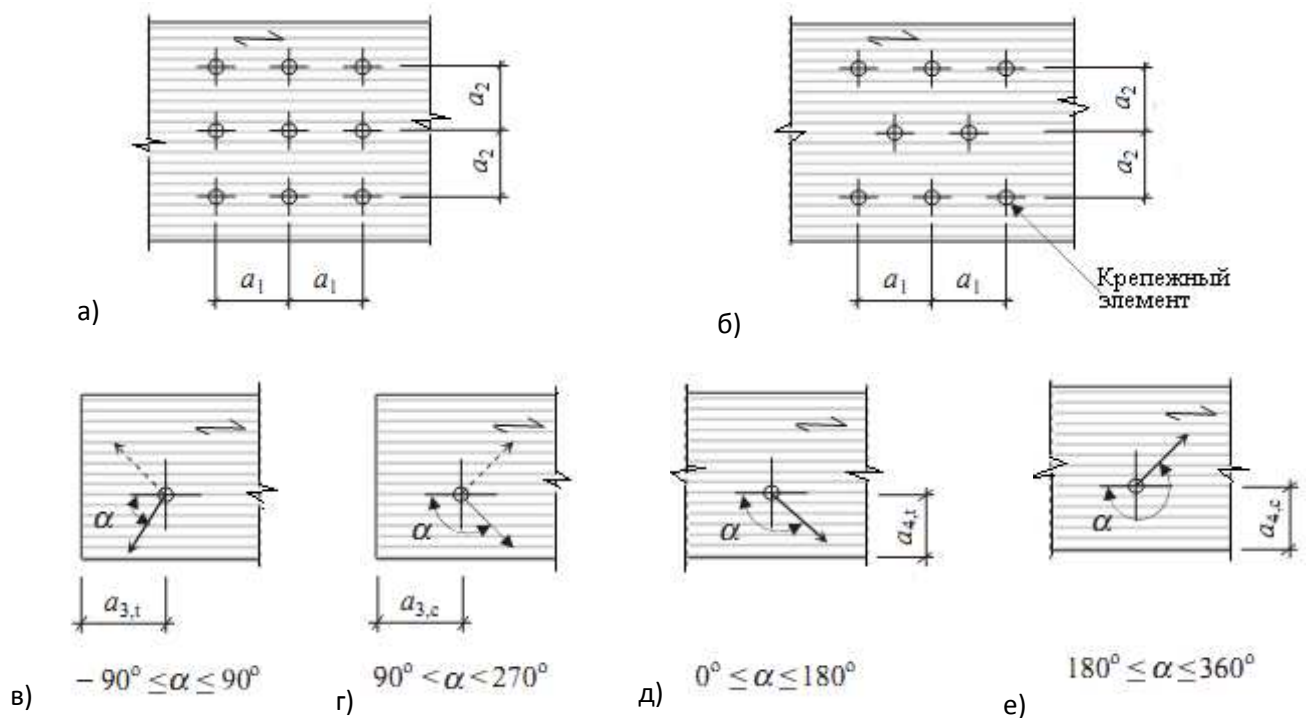 a₂
a₂
a₁ a₁
а)
a₂
a₂
a₁ a₁
Крепежный
элемент
б)
α
a₃,t
− 90° ≤ α ≤ 90°
в)
α
a₃,c
90° < α < 270°
г)
α
a₄,t
0° ≤ α ≤ 180°
д)
α
a₄,c
180° ≤ α ≤ 360°
е)